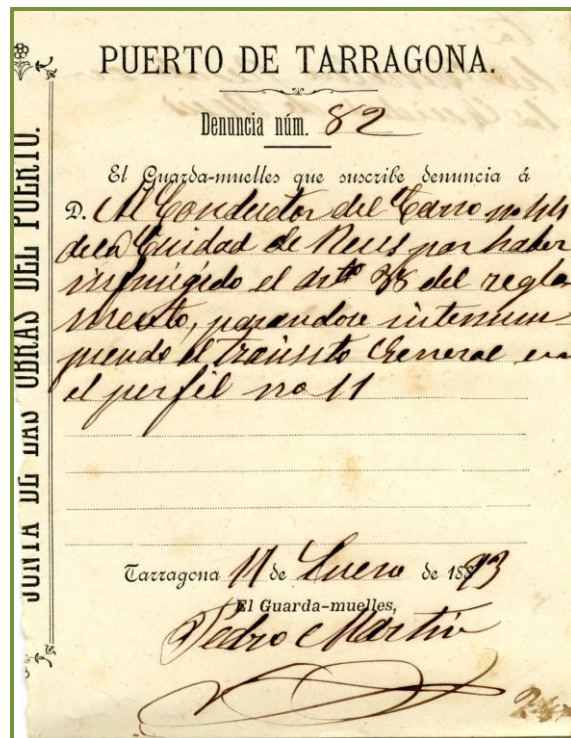 JUNTA DE LAS OBRAS DEL PUERTO.
PUERTO DE TARRAGONA.
Denuncia núm. 82
El Guarda-muelles que suscribe denuncia á
D. Al Conductor del Carro no
de la Ciudad de Reus por haber
infringido el artº 38 del regla
mento, parandose interrum-
piendo el transito General en
el perfil no 11
Tarragona 11 de Enero de 1893
El Guarda-muelles,
Pedro Martin